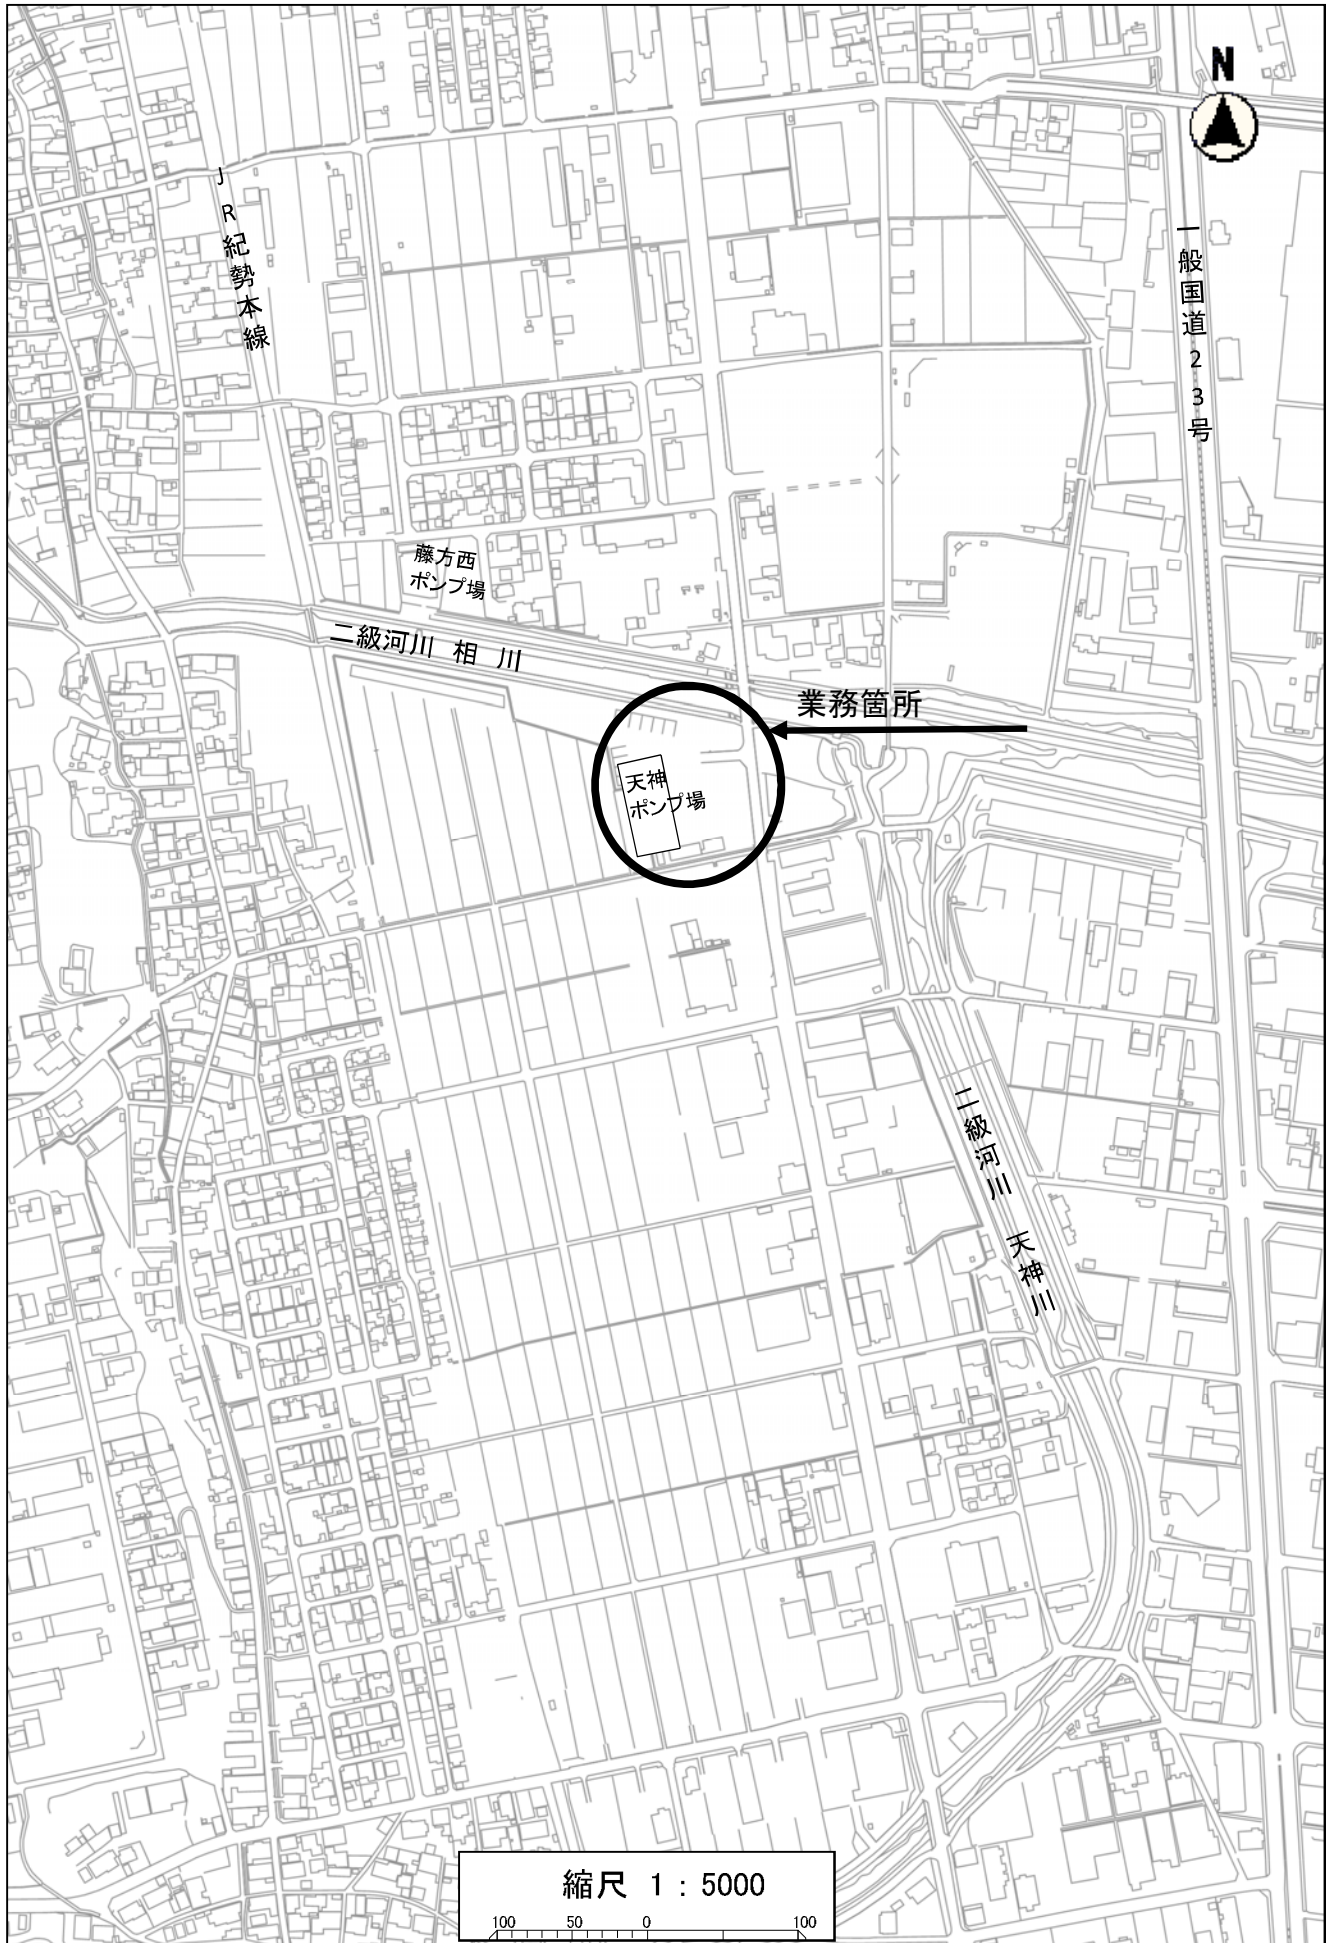 N
JR紀勢本線
一般国道23号
藤方西
ポンプ場
二級河川 相 川
業務箇所
天神
ポンプ場
二級河川 天神川
縮尺 1:5000
100 50 0 100